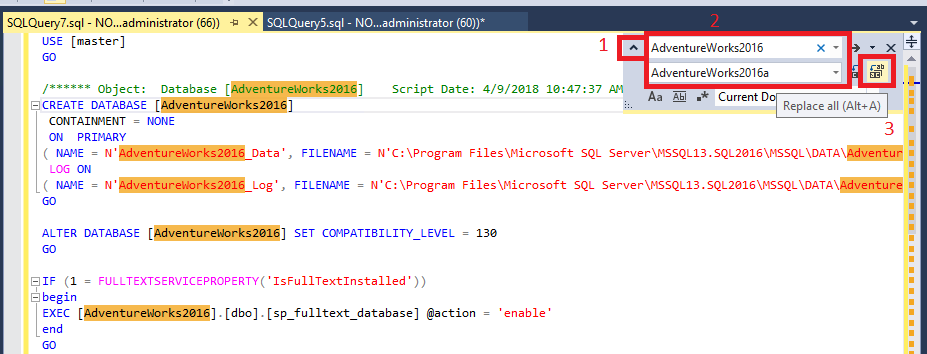 SQLQuery7.sql - NO...administrator (66)) SQLQuery5.sql - NO...administrator (60))*
USE [master]
GO
1
2
AdventureWorks2016
AdventureWorks2016a
Aa Ab Current Do
Replace all (Alt+A)
3
/****** Object:  Database [AdventureWorks2016]    Script Date: 4/9/2018 10:47:37 AM
CREATE DATABASE [AdventureWorks2016]
CONTAINMENT = NONE
ON  PRIMARY
( NAME = N'AdventureWorks2016_Data', FILENAME = N'C:\Program Files\Microsoft SQL Server\MSSQL13.SQL2016\MSSQL\DATA\Adventur
LOG ON
( NAME = N'AdventureWorks2016_Log', FILENAME = N'C:\Program Files\Microsoft SQL Server\MSSQL13.SQL2016\MSSQL\DATA\Adventure
GO
ALTER DATABASE [AdventureWorks2016] SET COMPATIBILITY_LEVEL = 130
GO
IF (1 = FULLTEXTSERVICEPROPERTY('IsFullTextInstalled'))
begin
EXEC [AdventureWorks2016].[dbo].[sp_fulltext_database] @action = 'enable'
end
GO